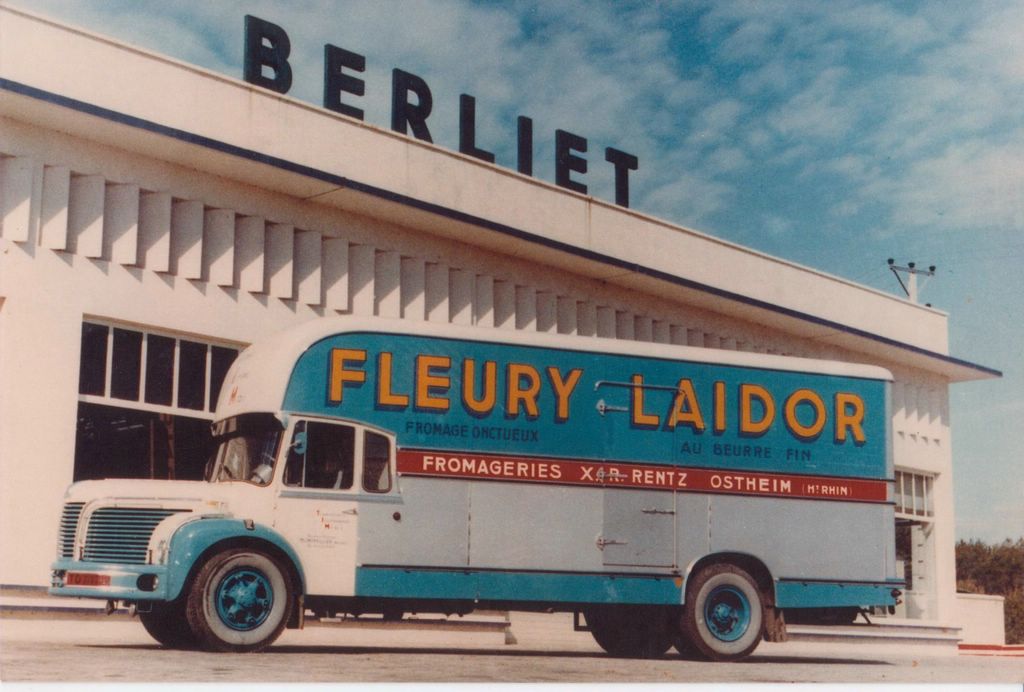 BERLIET
FLEURY LAIDOR
FROMAGE ONCTUEUX
AU BEURRE FIN
FROMAGERIES X&R. RENTZ OSTHEIM (HT RHIN)